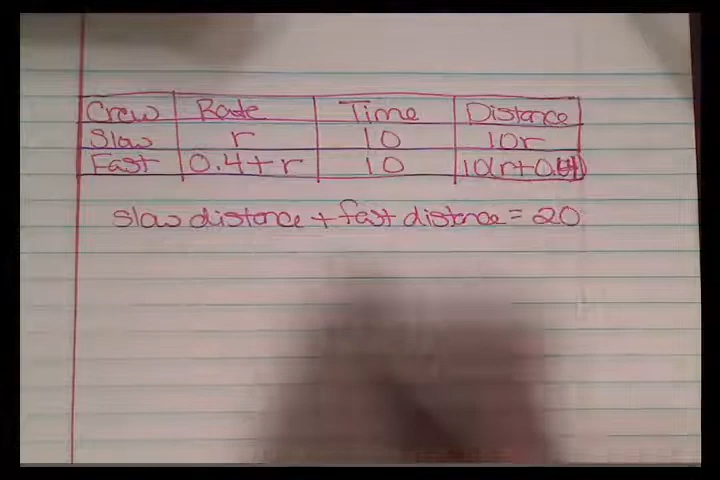 Crew Rate Time Distance
Slow r 10 10r
Fast 0.4+r 10 10(r+0.4)
slow distance + fast distance = 20